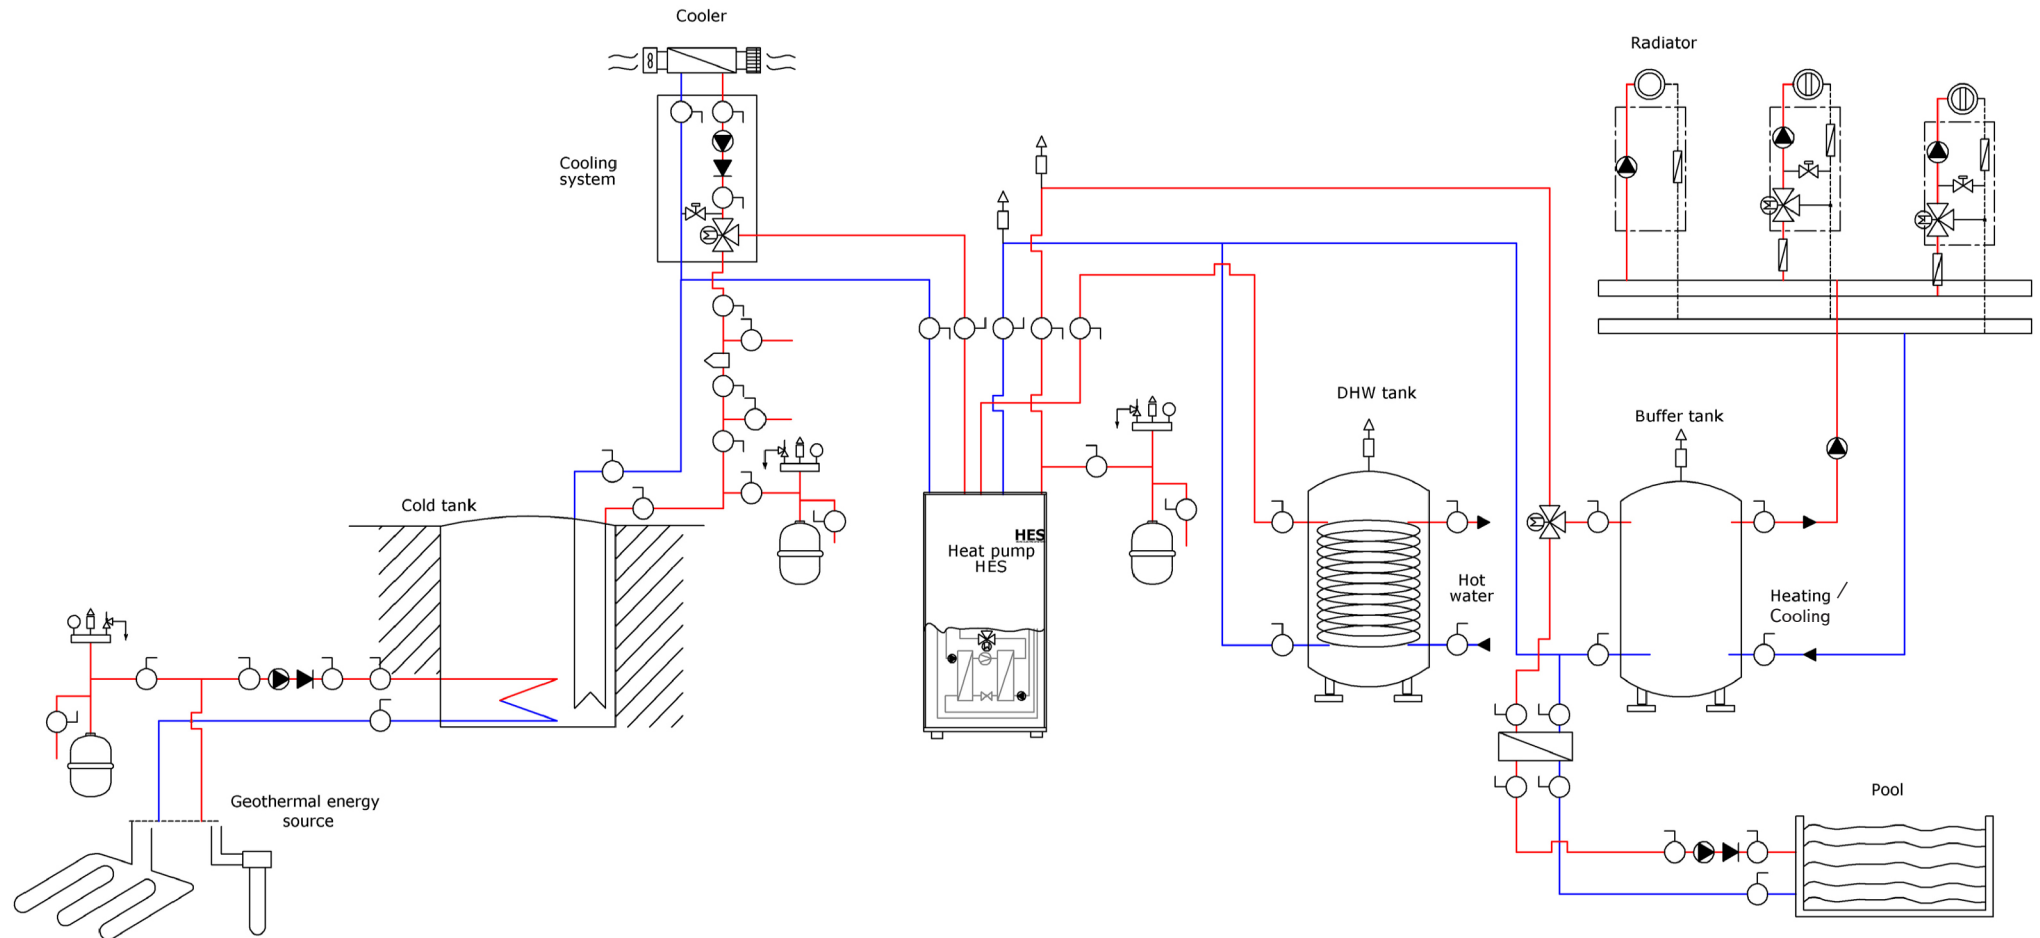 Cooler
Radiator
Cooling
system
DHW tank
Buffer tank
Cold tank
HES
Heat pump
HES
Hot
water
Heating /
Cooling
Geothermal energy
source
Pool